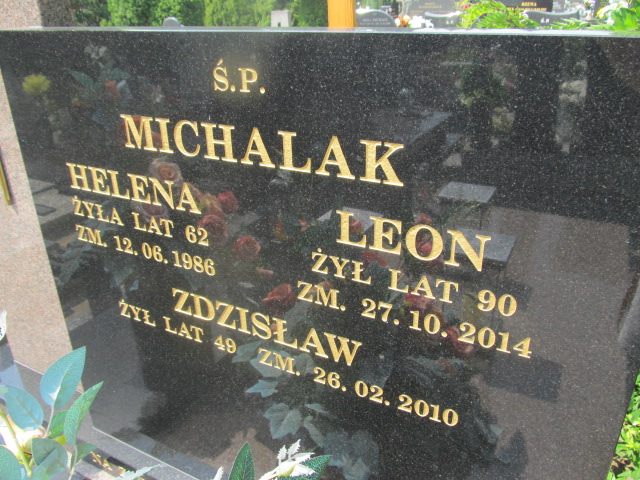 Ś.P.
MICHALAK
HELENA
ŻYŁA LAT 62
ZM. 12.06.1986
LEON
ŻYŁ LAT 90
ZM. 27.10.2014
ZDZISŁAW
ŻYŁ LAT 49 ZM. 26.02.2010